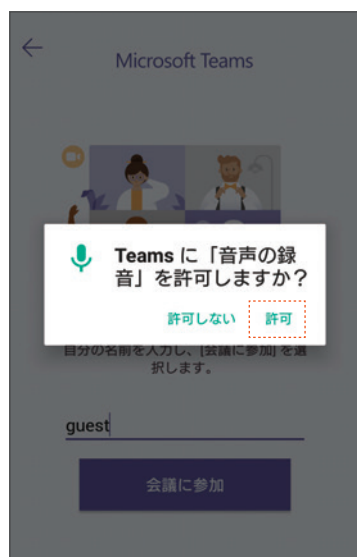 Microsoft Teams
Teams に「音声の録
音」を許可しますか？
許可しない 許可
自分の名前を入力し、[会議に参加] を選
択します。
guest
会議に参加